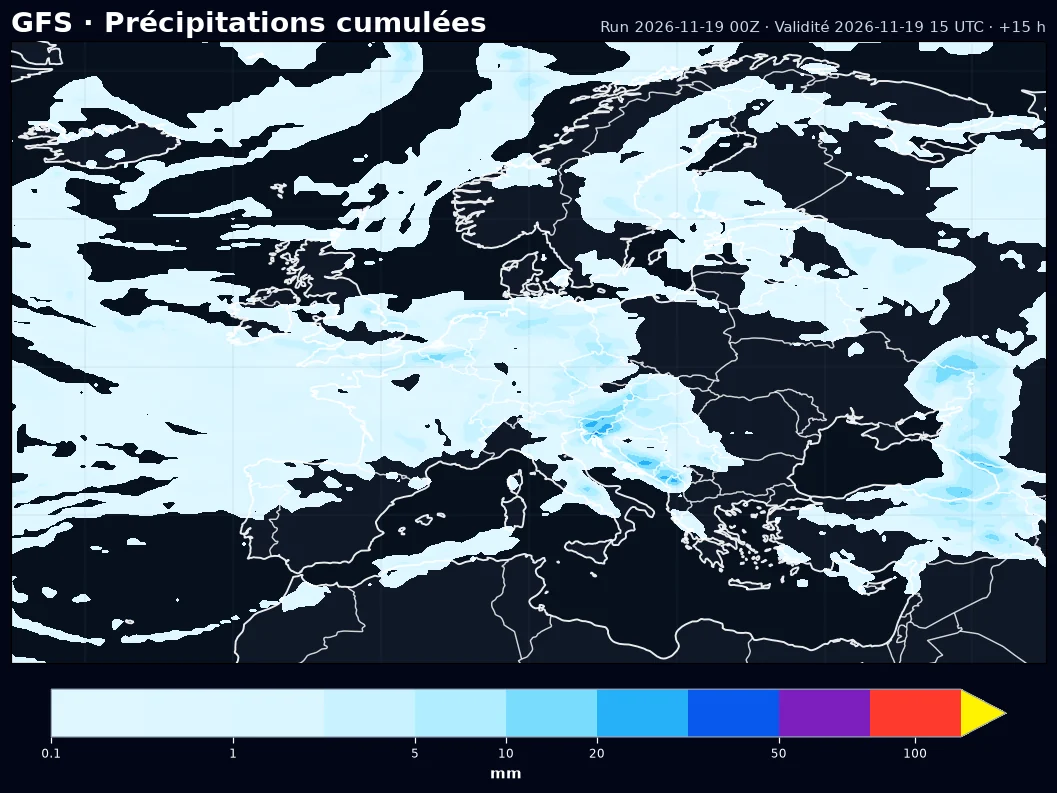 GFS · Précipitations cumulées
Run 2026-11-19 00Z · Validité 2026-11-19 15 UTC · +15 h
0.1 1 5 10 20 50 100
mm